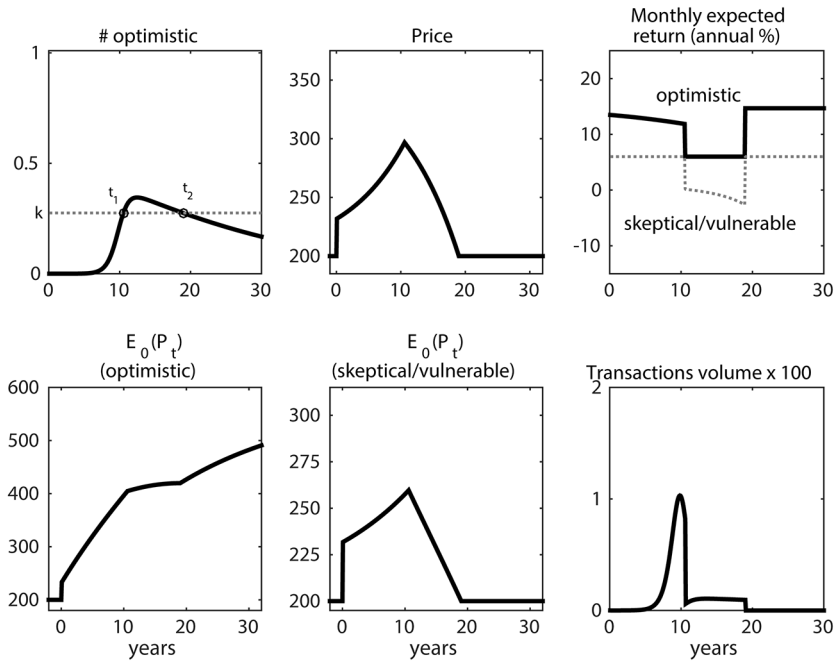 # optimistic
1
0.5
k
0
t1
t2
0 10 20 30
Price
350
300
250
200
0 10 20 30
Monthly expected
return (annual %)
20
10
0
-10
optimistic
skeptical/vulnerable
0 10 20 30
E0(Pt)
(optimistic)
600
500
400
300
200
0 10 20 30
years
E0(Pt)
(skeptical/vulnerable)
300
275
250
225
200
0 10 20 30
years
Transactions volume x 100
2
1
0
0 10 20 30
years